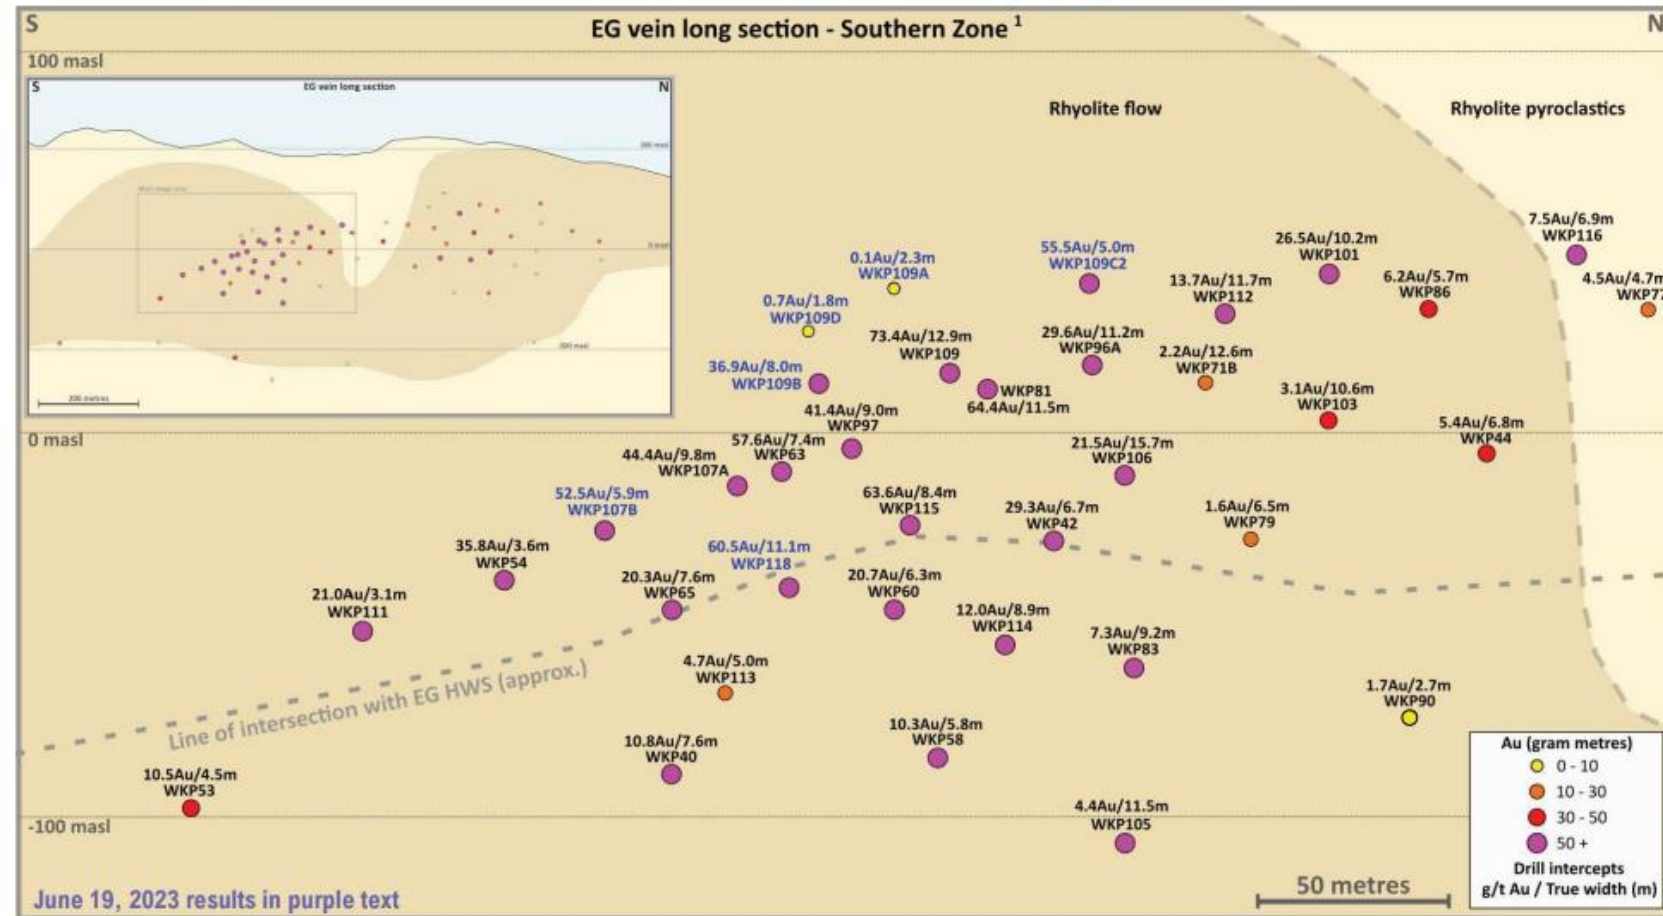 S
EG vein long section - Southern Zone 1
N
100 masl
S
EG vein long section
N
Rhyolite flow
Rhyolite pyroclastics
0 masl
200 metres
7.5Au/6.9m
WKP116
26.5Au/10.2m
WKP101
55.5Au/5.0m
WKP109C2
0.1Au/2.3m
WKP109A
13.7Au/11.7m
WKP112
6.2Au/5.7m
WKP86
4.5Au/4.7m
WKP77
0.7Au/1.8m
WKP109D
73.4Au/12.9m
WKP109
29.6Au/11.2m
WKP96A
2.2Au/12.6m
WKP71B
36.9Au/8.0m
WKP109B
WKP81
64.4Au/11.5m
3.1Au/10.6m
WKP103
41.4Au/9.0m
WKP97
5.4Au/6.8m
WKP44
0 masl
57.6Au/7.4m
WKP63
44.4Au/9.8m
WKP107A
21.5Au/15.7m
WKP106
52.5Au/5.9m
WKP107B
63.6Au/8.4m
WKP115
29.3Au/6.7m
WKP42
1.6Au/6.5m
WKP79
35.8Au/3.6m
WKP54
60.5Au/11.1m
WKP118
20.3Au/7.6m
WKP65
20.7Au/6.3m
WKP60
21.0Au/3.1m
WKP111
12.0Au/8.9m
WKP114
7.3Au/9.2m
WKP83
4.7Au/5.0m
WKP113
Line of intersection with EG HWS (approx.)
1.7Au/2.7m
WKP90
10.3Au/5.8m
WKP58
10.8Au/7.6m
WKP40
10.5Au/4.5m
WKP53
4.4Au/11.5m
WKP105
-100 masl
Au (gram metres)
0 - 10
10 - 30
30 - 50
50 +
Drill intercepts
g/t Au / True width (m)
50 metres
June 19, 2023 results in purple text